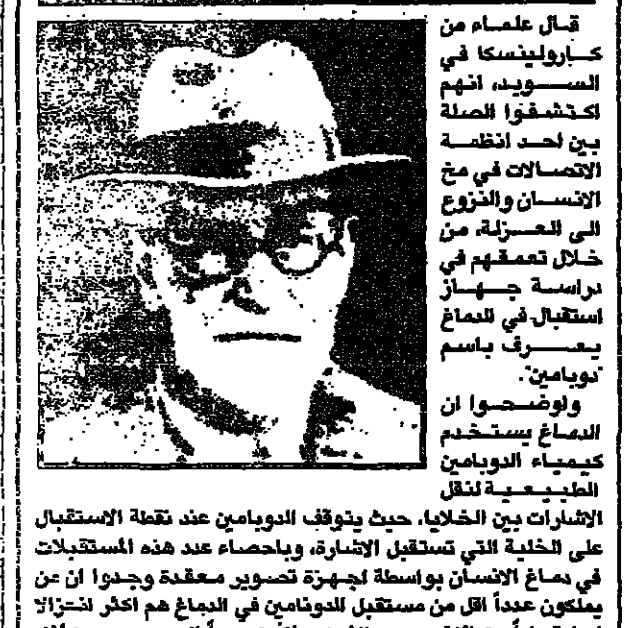 قال علماء من
كارولينسكا في
السويد، انهم
اكتشفوا الصلة
بين احد انظمة
الاتصالات في مخ
الانسان والنزوع
الى العزلة، من
خلال تعمقهم في
دراسة جهاز
استقبال في الدماغ
يعرف باسم
"دوبامين".
واوضحوا ان
الدماغ يستخدم
كيمياء الدوبامين
الطبيعية لنقل
الاشارات بين الخلايا، حيث يتوقف الدوبامين عند نقطة الاستقبال
على الخلية التي تستقبل الاشارة، وباحصاء عدد هذه المستقبلات
في دماغ الانسان بواسطة اجهزة تصوير معقدة وجدوا ان من
يملكون عدداً اقل من مستقبل الدوبامين في الدماغ هم اكثر انعزالا